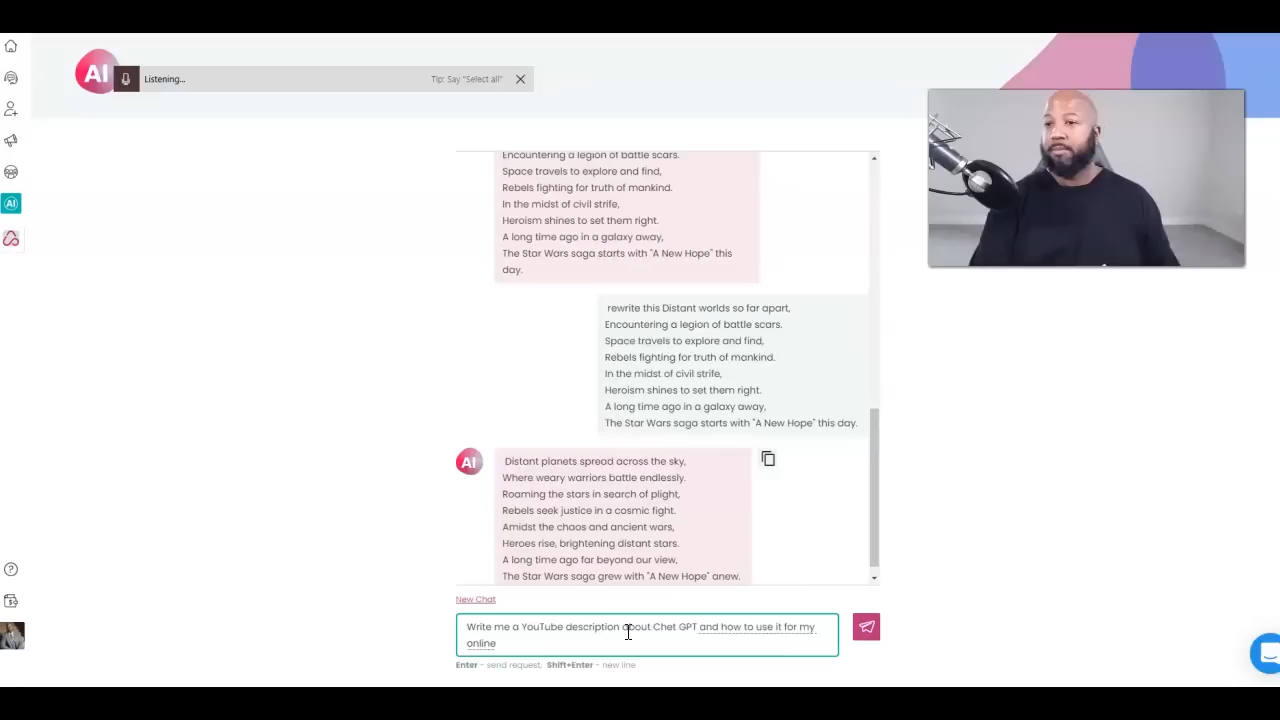 AI
Listening...
Tip: Say "Select all"
AI
Encountering a legion of battle scars.
Space travels to explore and find,
Rebels fighting for truth of mankind.
In the midst of civil strife,
Heroism shines to set them right.
A long time ago in a galaxy away,
The Star Wars saga starts with "A New Hope" this
day.
rewrite this Distant worlds so far apart,
Encountering a legion of battle scars.
Space travels to explore and find,
Rebels fighting for truth of mankind.
In the midst of civil strife,
Heroism shines to set them right.
A long time ago in a galaxy away,
The Star Wars saga starts with "A New Hope" this day.
AI
Distant planets spread across the sky,
Where weary warriors battle endlessly.
Roaming the stars in search of plight,
Rebels seek justice in a cosmic fight.
Amidst the chaos and ancient wars,
Heroes rise, brightening distant stars.
A long time ago far beyond our view,
The Star Wars saga grew with "A New Hope" anew.
New Chat
Write me a YouTube description about Chet GPT and how to use it for my
online
Enter - send request; Shift+Enter - new line